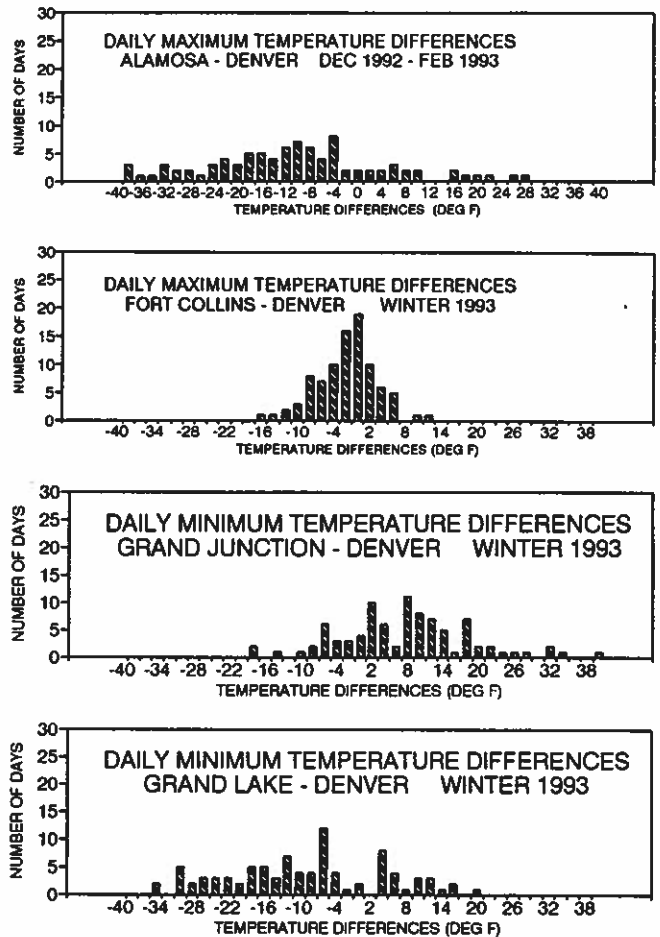 30
25
20
15
10
5
0
NUMBER OF DAYS
DAILY MAXIMUM TEMPERATURE DIFFERENCES
ALAMOSA - DENVER DEC 1992 - FEB 1993
-40 -36 -32 -28 -24 -20 -16 -12 -8 -4 0 4 8 12 16 20 24 28 32 36 40
TEMPERATURE DIFFERENCES (DEG F)
30
25
20
15
10
5
0
NUMBER OF DAYS
DAILY MAXIMUM TEMPERATURE DIFFERENCES
FORT COLLINS - DENVER WINTER 1993
-40 -34 -28 -22 -16 -10 -4 2 8 14 20 26 32 38
TEMPERATURE DIFFERENCES (DEG F)
30
25
20
15
10
5
0
NUMBER OF DAYS
DAILY MINIMUM TEMPERATURE DIFFERENCES
GRAND JUNCTION - DENVER WINTER 1993
-40 -34 -28 -22 -16 -10 -4 2 8 14 20 26 32 38
TEMPERATURE DIFFERENCES (DEG F)
30
25
20
15
10
5
0
NUMBER OF DAYS
DAILY MINIMUM TEMPERATURE DIFFERENCES
GRAND LAKE - DENVER WINTER 1993
-40 -34 -28 -22 -16 -10 -4 2 8 14 20 26 32 38
TEMPERATURE DIFFERENCES (DEG F)